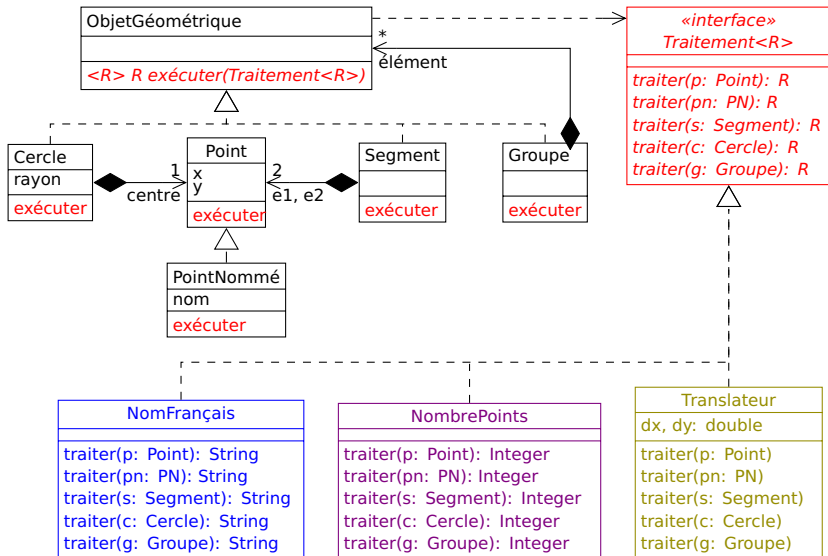 ObjetGéométrique
<R> R exécuter(Traitement<R>)
*
élément
«interface»
Traitement<R>
traiter(p: Point): R
traiter(pn: PN): R
traiter(s: Segment): R
traiter(c: Cercle): R
traiter(g: Groupe): R
Cercle
rayon
exécuter
1
centre
Point
x
y
exécuter
2
e1, e2
Segment
exécuter
Groupe
exécuter
PointNommé
nom
exécuter
NomFrançais
traiter(p: Point): String
traiter(pn: PN): String
traiter(s: Segment): String
traiter(c: Cercle): String
traiter(g: Groupe): String
NombrePoints
traiter(p: Point): Integer
traiter(pn: PN): Integer
traiter(s: Segment): Integer
traiter(c: Cercle): Integer
traiter(g: Groupe): Integer
Translateur
dx, dy: double
traiter(p: Point)
traiter(pn: PN)
traiter(s: Segment)
traiter(c: Cercle)
traiter(g: Groupe)